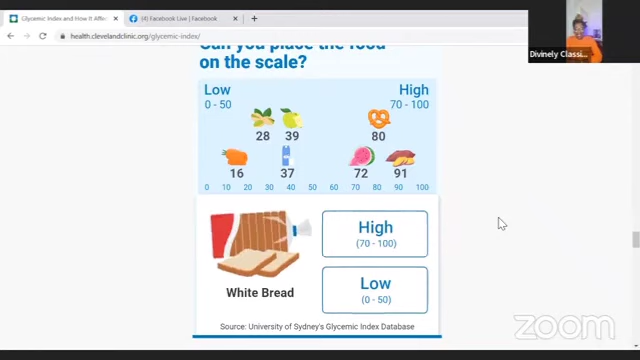 Glycemic Index and How It Affe
(4) Facebook Live | Facebook
health.clevelandclinic.org/glycemic-index/
Divinely Classi...
Can you place the food
on the scale?
Low
0 - 50
High
70 - 100
28
39
80
16
37
72
91
0 10 20 30 40 50 60 70 80 90 100
White Bread
High
(70 - 100)
Low
(0 - 50)
Source: University of Sydney's Glycemic Index Database
zoom